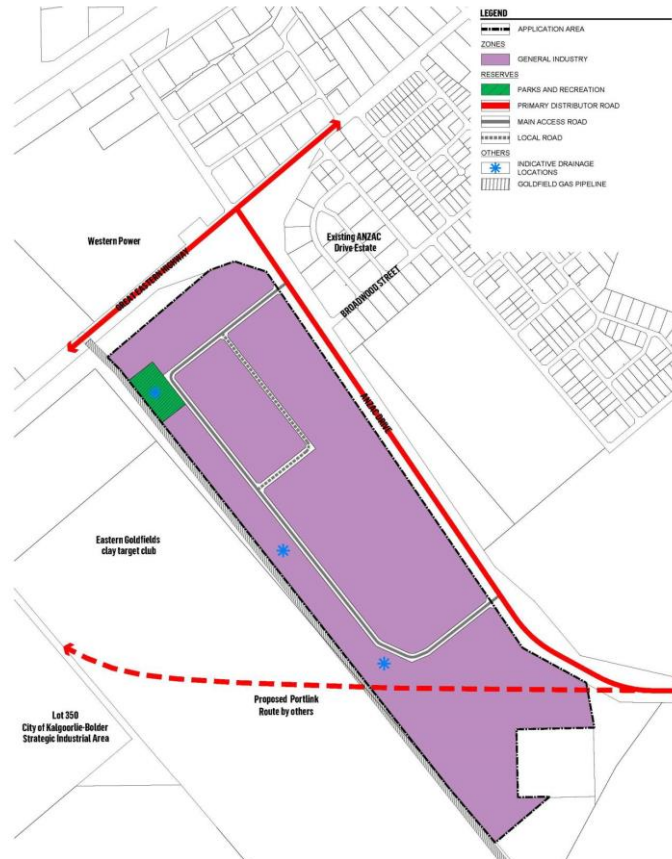 LEGEND
APPLICATION AREA
ZONES
GENERAL INDUSTRY
RESERVES
PARKS AND RECREATION
PRIMARY DISTRIBUTOR ROAD
MAIN ACCESS ROAD
LOCAL ROAD
OTHERS
INDICATIVE DRAINAGE
LOCATIONS
GOLDFIELD GAS PIPELINE
Western Power
GREAT EASTERN HIGHWAY
Existing ANZAC
Drive Estate
BROADWOOD STREET
ANZAC DRIVE
Eastern Goldfields
clay target club
Proposed Portlink
Route by others
Lot 350
City of Kalgoorlie-Bolder
Strategic Industrial Area